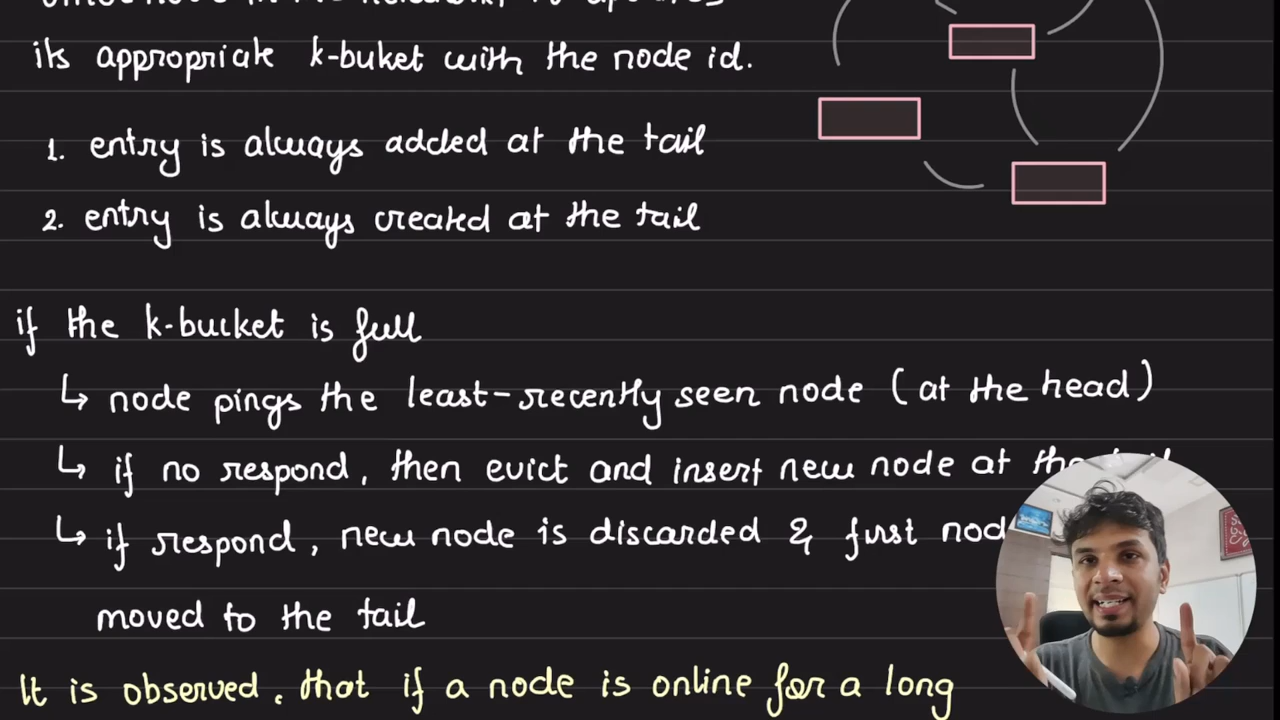 its appropriate k-buket with the node id.
1. entry is always added at the tail
2. entry is always created at the tail
if the k-bucket is full
↳ node pings the least-recently seen node (at the head)
↳ if no respond, then evict and insert new node at the tail
↳ if respond, new node is discarded & first nod
moved to the tail
It is observed, that if a node is online for a long